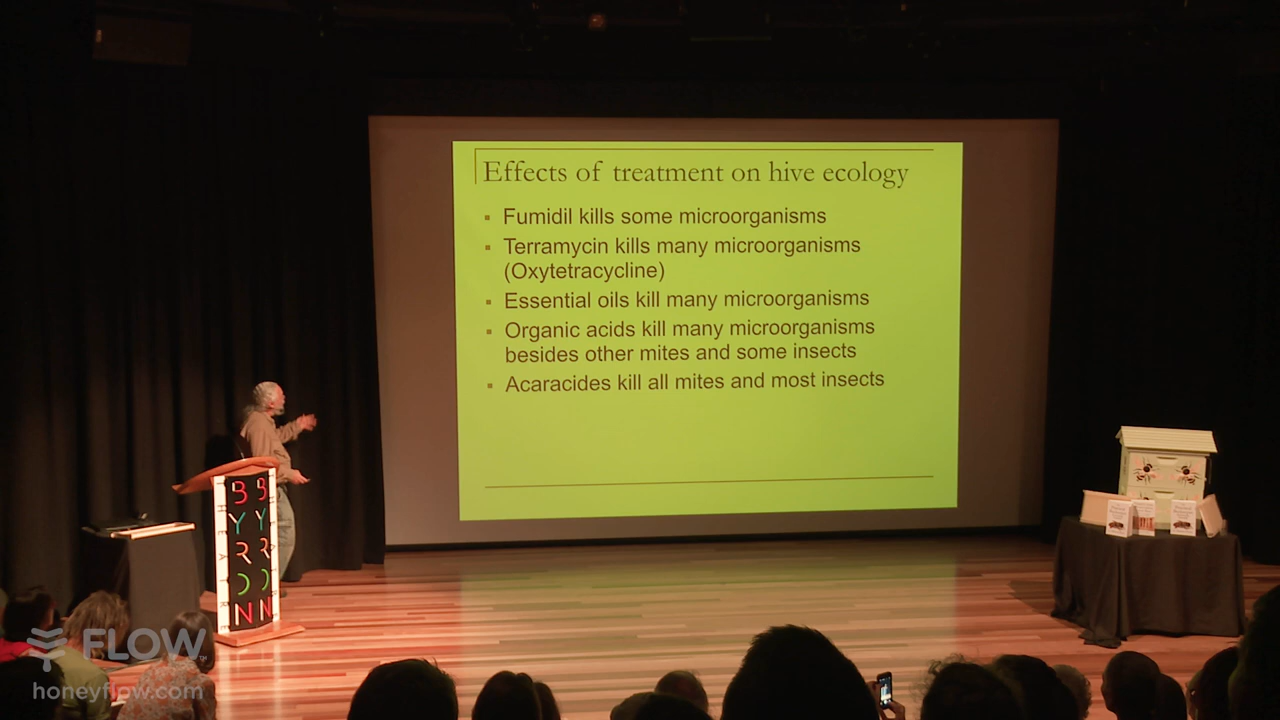 Effects of treatment on hive ecology
Fumidil kills some microorganisms
Terramycin kills many microorganisms
(Oxytetracycline)
Essential oils kill many microorganisms
Organic acids kill many microorganisms
besides other mites and some insects
Acaracides kill all mites and most insects
BYRON
BYRON
THEATRE
FLOW™
honeyflow.com